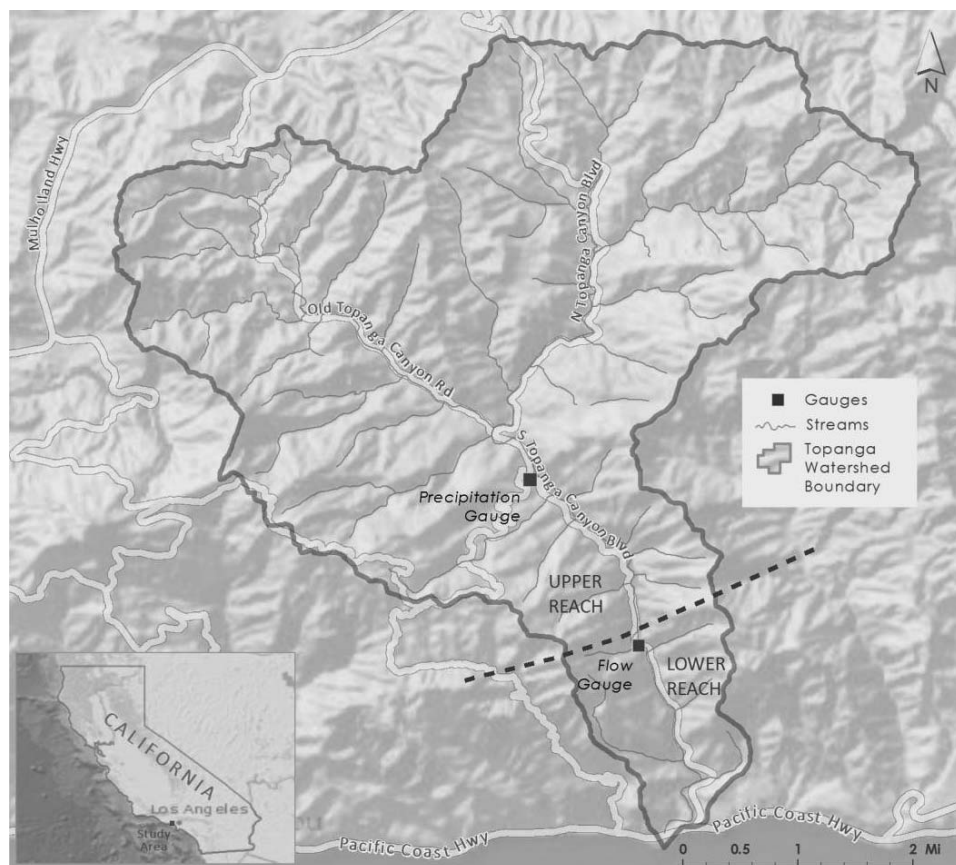 N
Mulholland Hwy
N Topanga Canyon Blvd
Old Topanga Canyon Rd
S Topanga Canyon Blvd
Gauges
Streams
Topanga
Watershed
Boundary
Precipitation
Gauge
UPPER
REACH
Flow
Gauge
LOWER
REACH
CALIFORNIA
Los Angeles
Study
Area
Pacific Coast Hwy
Pacific Coast Hwy
0 0.5 1 2 Mi